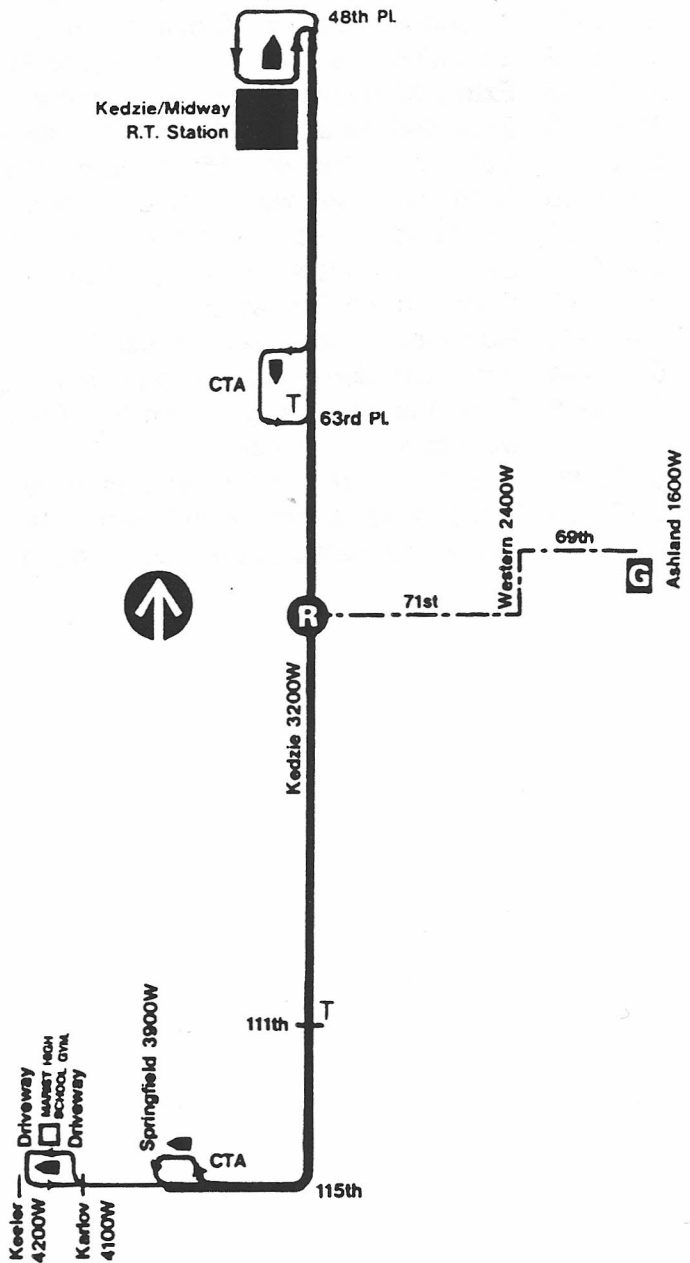 48th Pl.
Kedzie/Midway
R.T. Station
CTA
T
63rd Pl.
Western 2400W
69th
Ashland 1600W
G
71st
R
Kedzie 3200W
111th
T
Springfield 3900W
Driveway
MARIST HIGH
SCHOOL GYM.
Driveway
CTA
115th
Keeler
4200W
Karlov
4100W